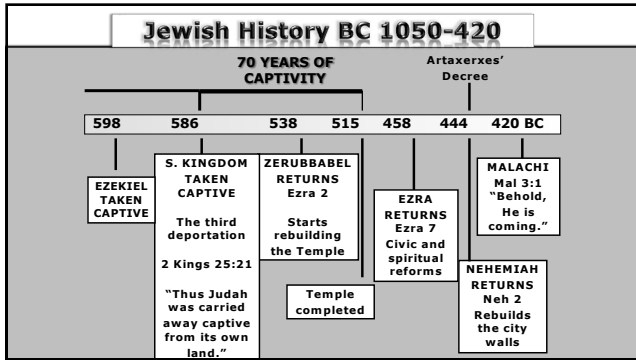 Jewish History BC 1050-420
70 YEARS OF
CAPTIVITY
Artaxerxes’
Decree
598 586 538 515 458 444 420 BC
EZEKIEL
TAKEN
CAPTIVE
S. KINGDOM
TAKEN
CAPTIVE
The third
deportation
2 Kings 25:21
“Thus Judah
was carried
away captive
from its own
land.”
ZERUBBABEL
RETURNS
Ezra 2
Starts
rebuilding
the Temple
Temple
completed
EZRA
RETURNS
Ezra 7
Civic and
spiritual
reforms
NEHEMIAH
RETURNS
Neh 2
Rebuilds
the city
walls
MALACHI
Mal 3:1
“Behold,
He is
coming.”